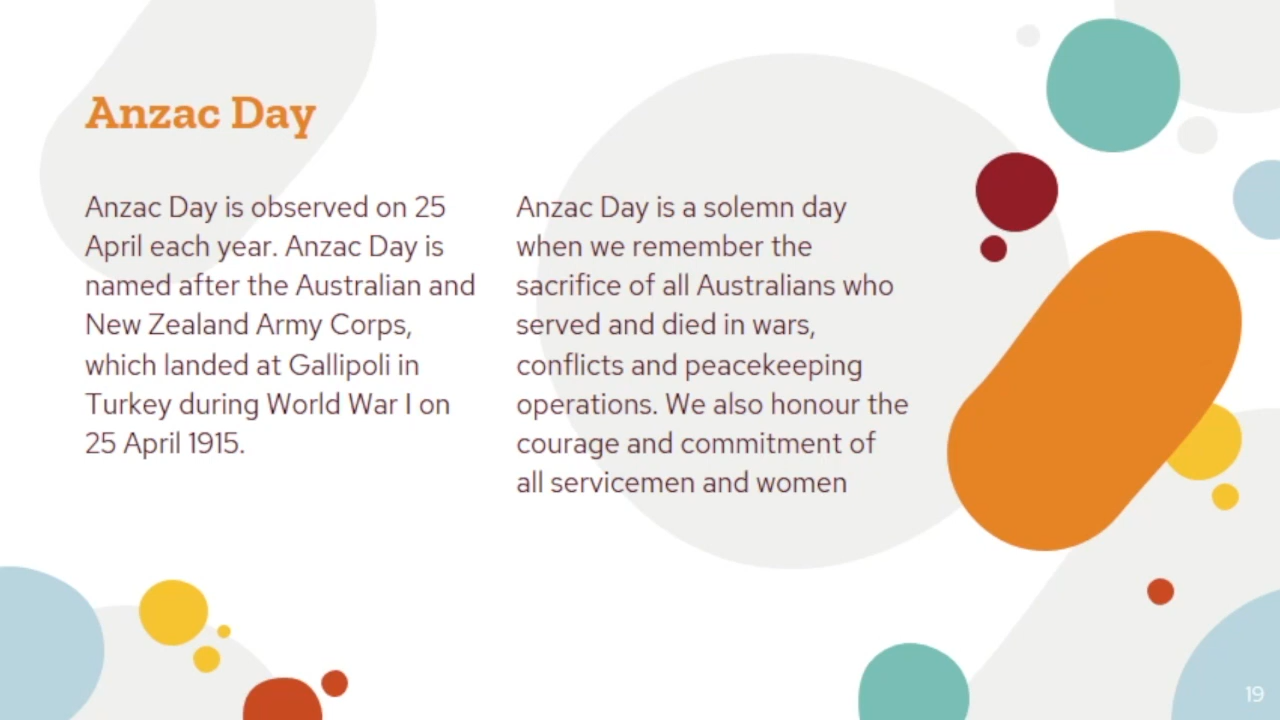 Anzac Day
Anzac Day is observed on 25
April each year. Anzac Day is
named after the Australian and
New Zealand Army Corps,
which landed at Gallipoli in
Turkey during World War I on
25 April 1915.
Anzac Day is a solemn day
when we remember the
sacrifice of all Australians who
served and died in wars,
conflicts and peacekeeping
operations. We also honour the
courage and commitment of
all servicemen and women
19